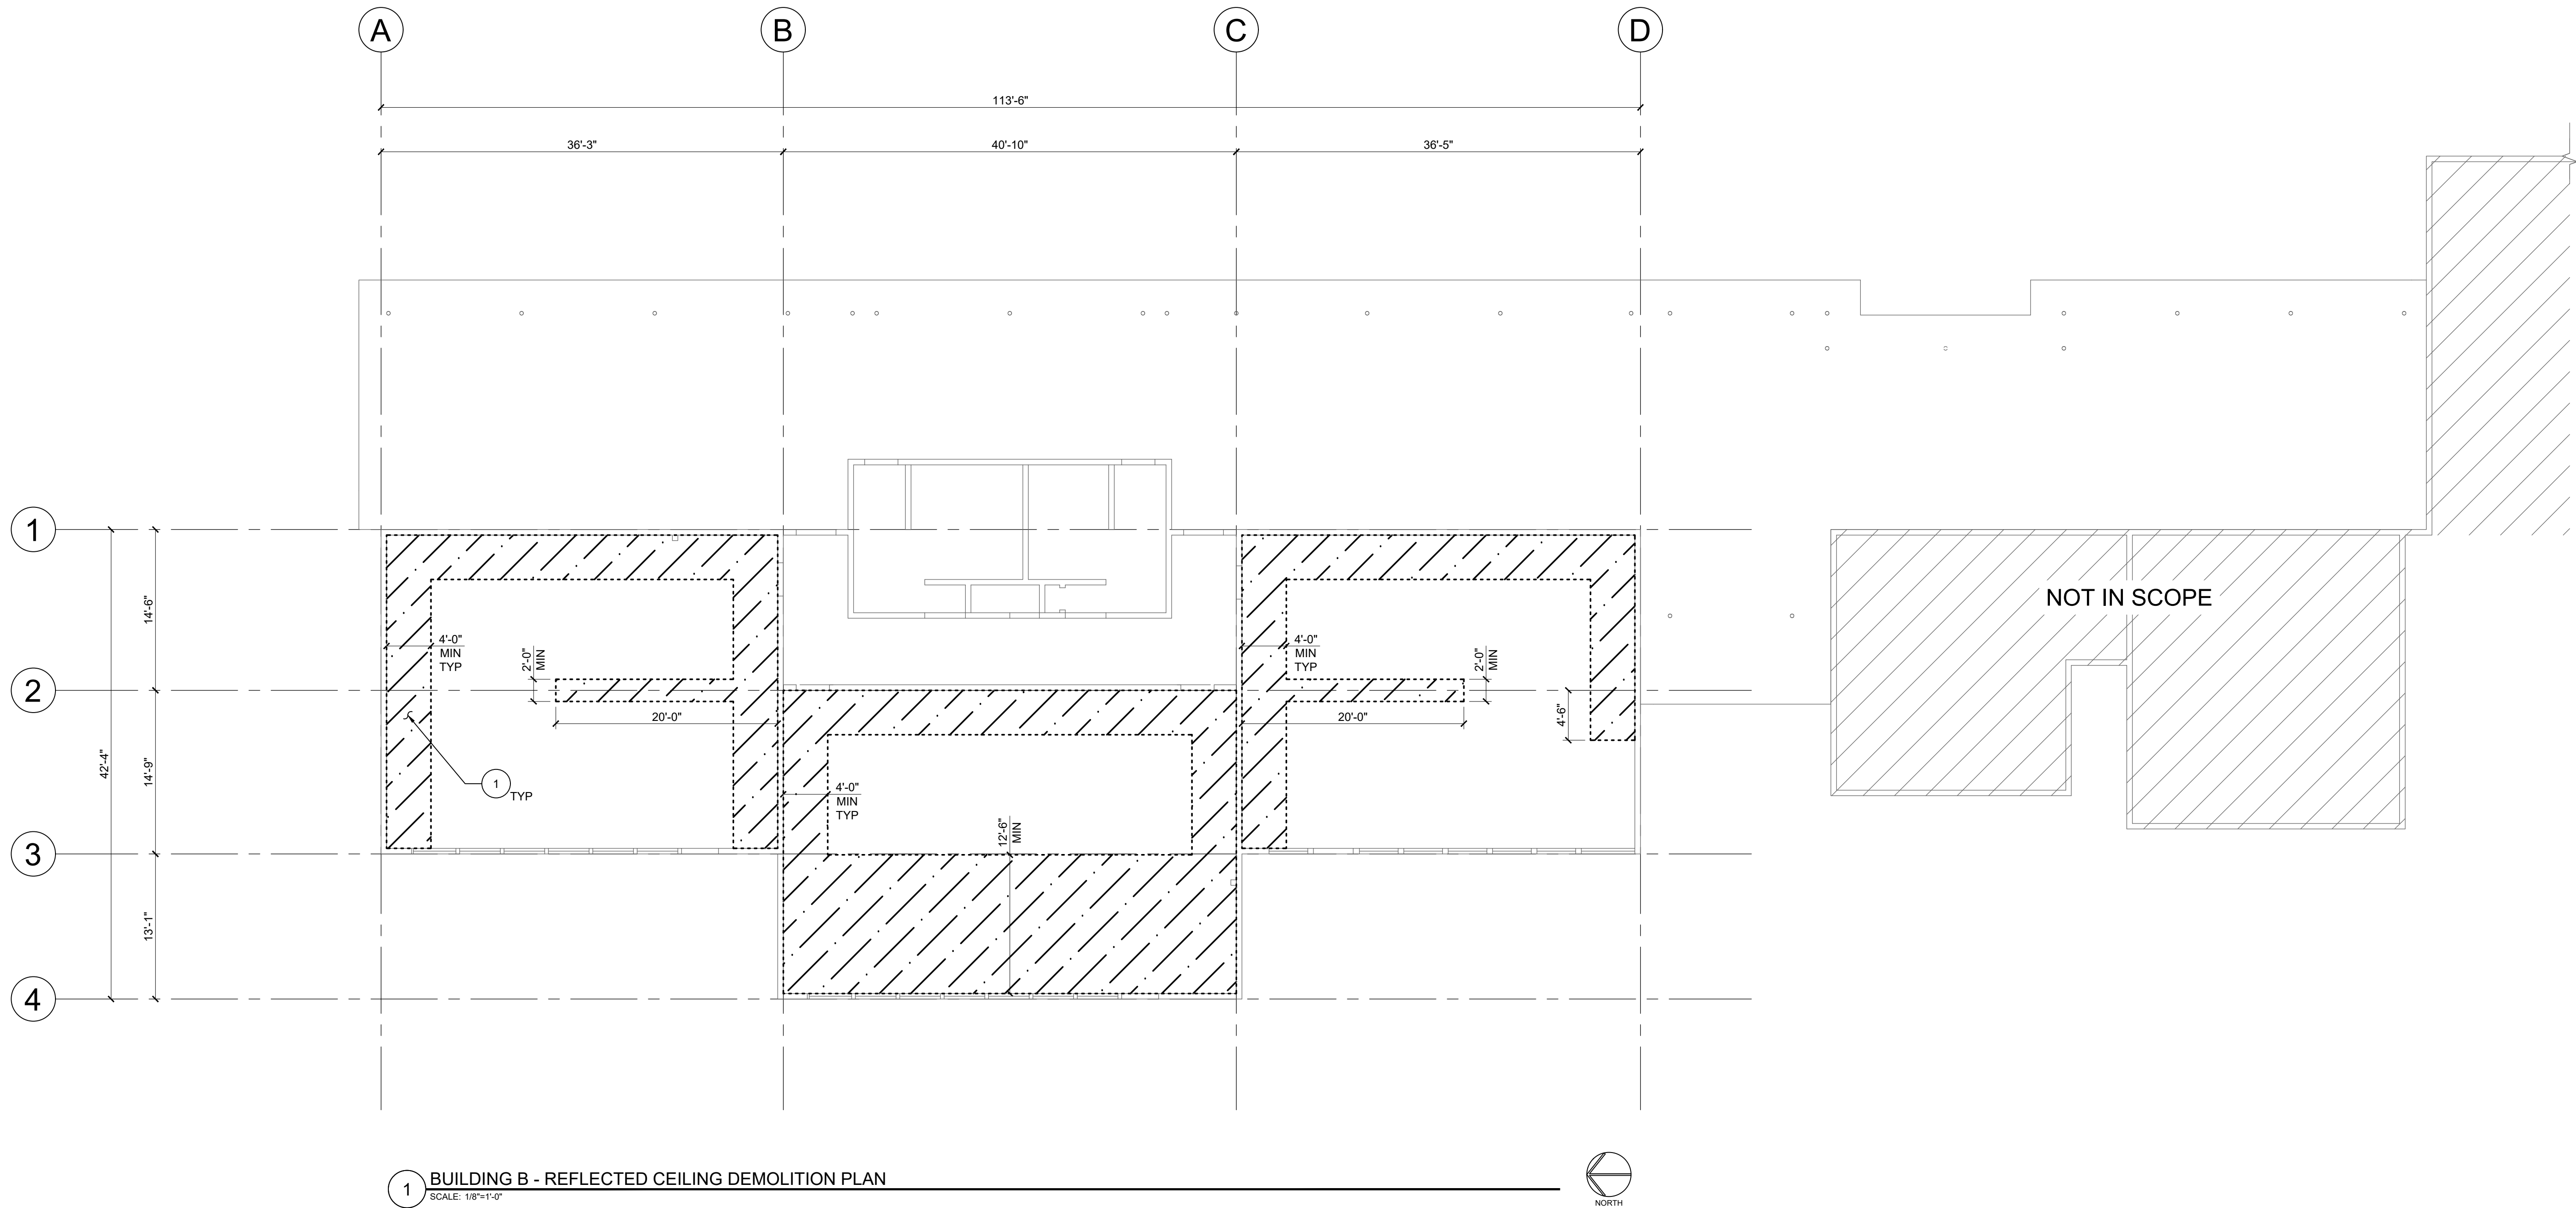 A
B
C
D
113'-6"
36'-3"
40'-10"
36'-5"
1
2
3
4
42'-4"
14'-6"
14'-9"
13'-1"
4'-0"
MIN
TYP
2'-0"
MIN
20'-0"
1
TYP
4'-0"
MIN
TYP
12'-6"
MIN
4'-0"
MIN
TYP
2'-0"
MIN
20'-0"
4'-6"
NOT IN SCOPE
1
BUILDING B - REFLECTED CEILING DEMOLITION PLAN
SCALE: 1/8"=1'-0"
NORTH